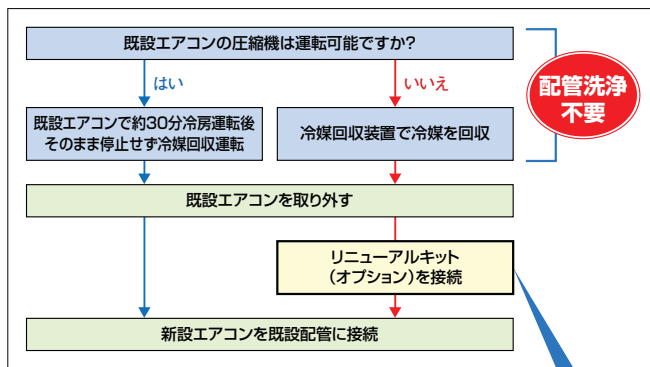 既設エアコンの圧縮機は運転可能ですか?
はい
いいえ
配管洗浄
不要
既設エアコンで約30分冷房運転後
そのまま停止せず冷媒回収運転
冷媒回収装置で冷媒を回収
既設エアコンを取り外す
リニューアルキット
(オプション)を接続
新設エアコンを既設配管に接続